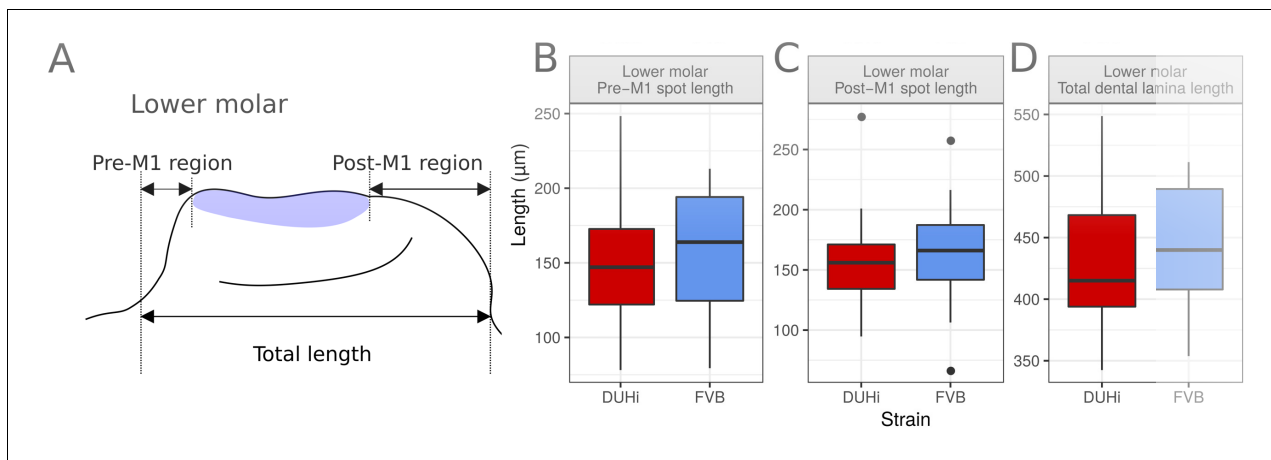 A
Lower molar
Pre-M1 region
Post-M1 region
Total length
B
Lower molar
Pre−M1 spot length
Length (µm)
250
200
150
100
DUHi
FVB
C
Lower molar
Post−M1 spot length
250
200
150
100
DUHi
FVB
Strain
D
Lower nolar
Total dental lamina length
550
500
450
400
350
DUHi
FVB